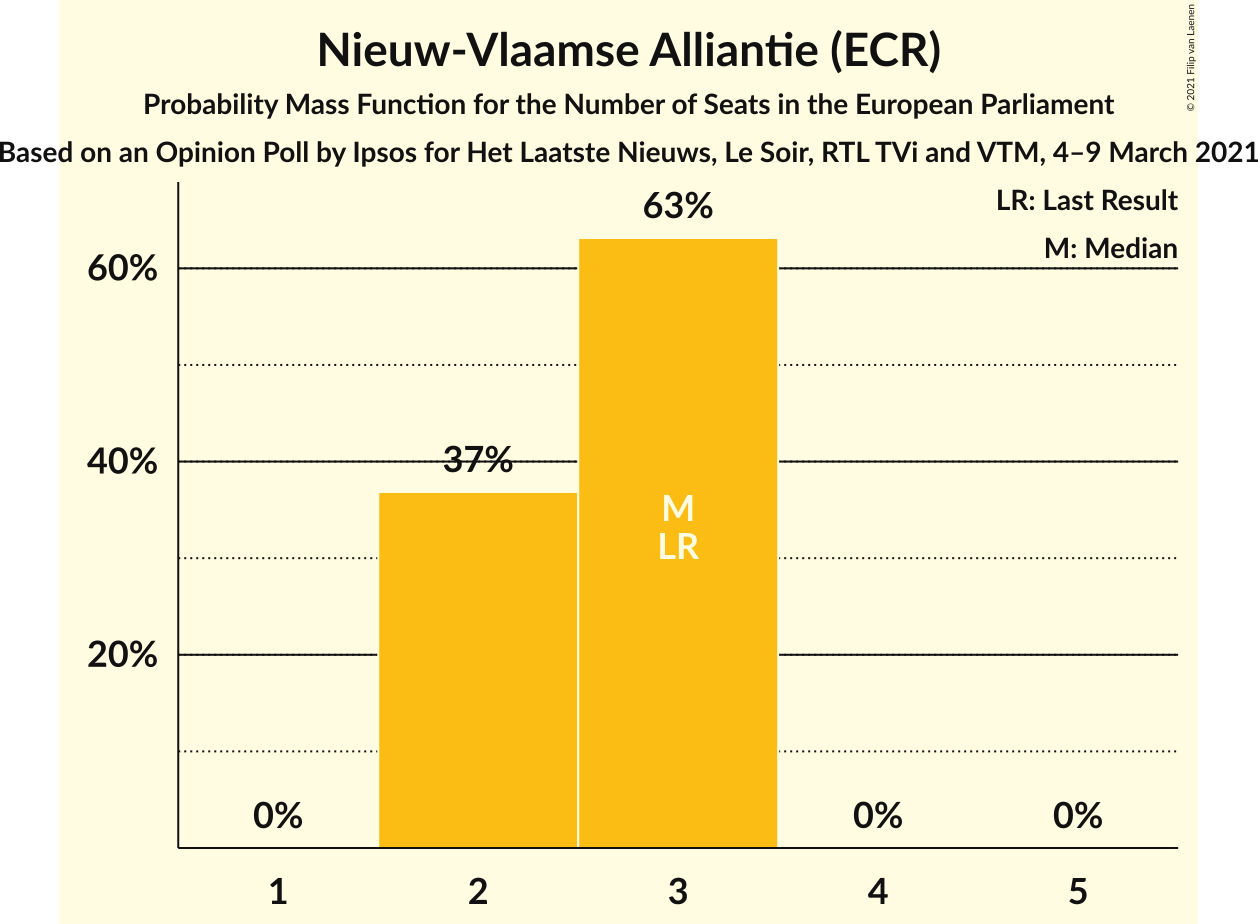 Nieuw-Vlaamse Alliantie (ECR)
Probability Mass Function for the Number of Seats in the European Parliament
Based on an Opinion Poll by Ipsos for Het Laatste Nieuws, Le Soir, RTL TVi and VTM, 4–9 March 2021
© 2021 Filip van Laenen
LR: Last Result
M: Median
63%
60%
40%
37%
M
LR
20%
0%
0%
0%
1
2
3
4
5